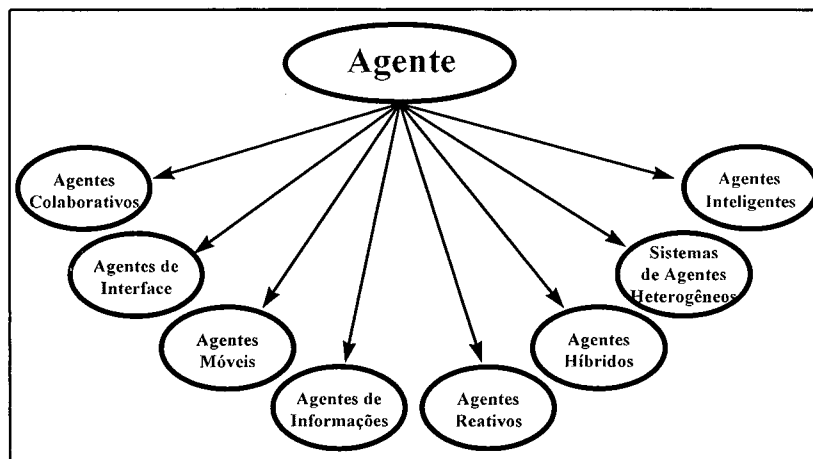 Agente
Agentes
Colaborativos
Agentes de
Interface
Agentes
Móveis
Agentes de
Informações
Agentes
Reativos
Agentes
Híbridos
Sistemas
de Agentes
Heterogêneos
Agentes
Inteligentes